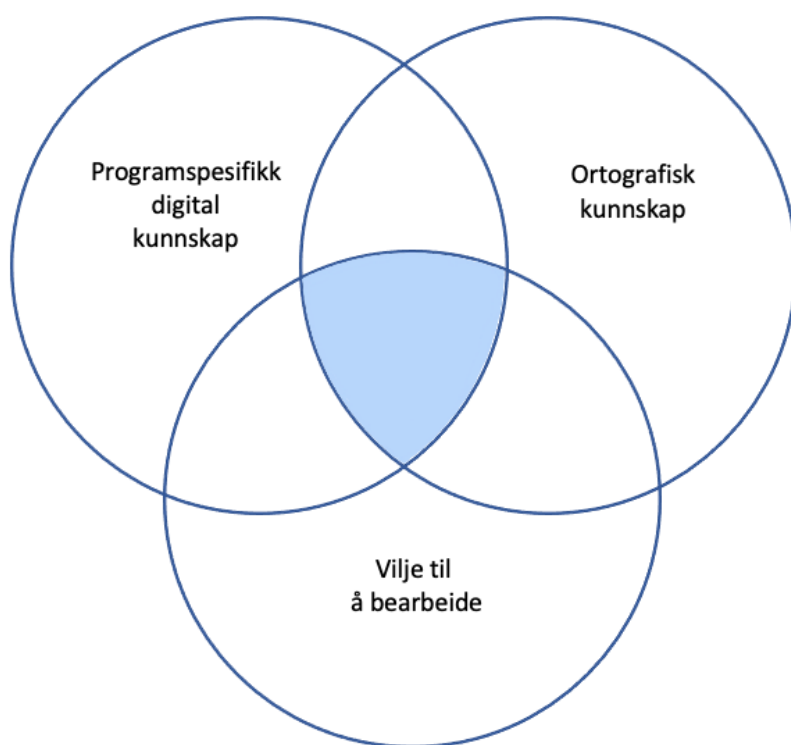 Programspesifikk
digital
kunnskap
Ortografisk
kunnskap
Vilje til
å bearbeide